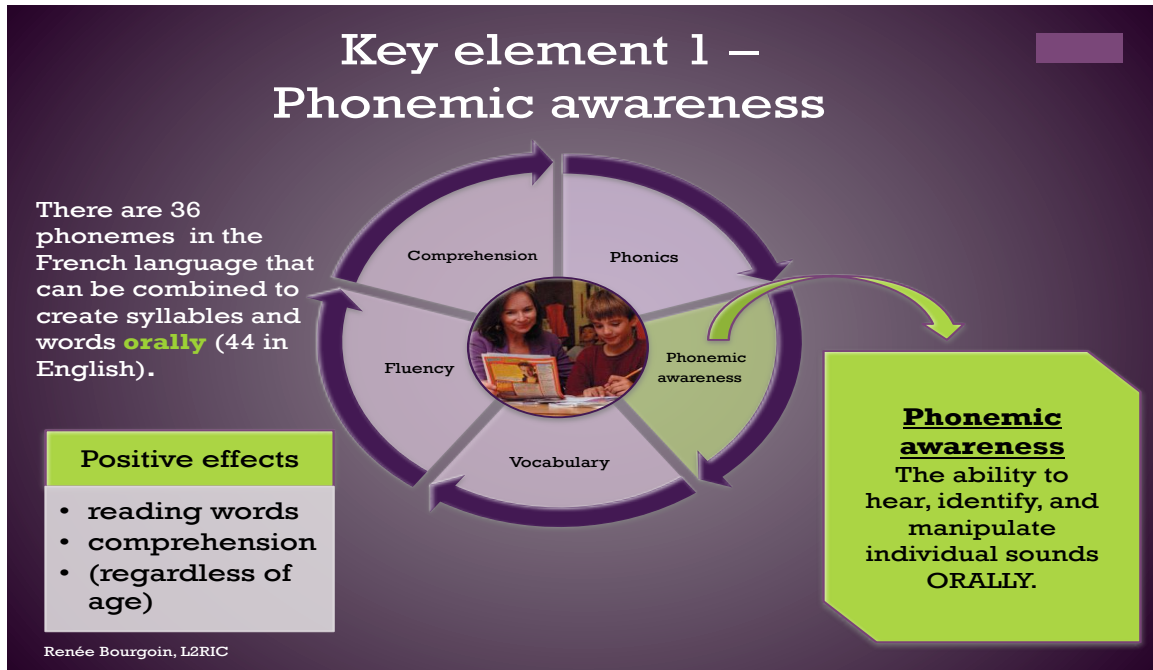 Key element 1 –
Phonemic awareness
There are 36
phonemes in the
French language that
can be combined to
create syllables and
words orally (44 in
English).
Comprehension
Phonics
Fluency
Phonemic
awareness
Vocabulary
Positive effects
• reading words
• comprehension
• (regardless of
age)
Phonemic
awareness
The ability to
hear, identify, and
manipulate
individual sounds
ORALLY.
Renée Bourgoin, L2RIC